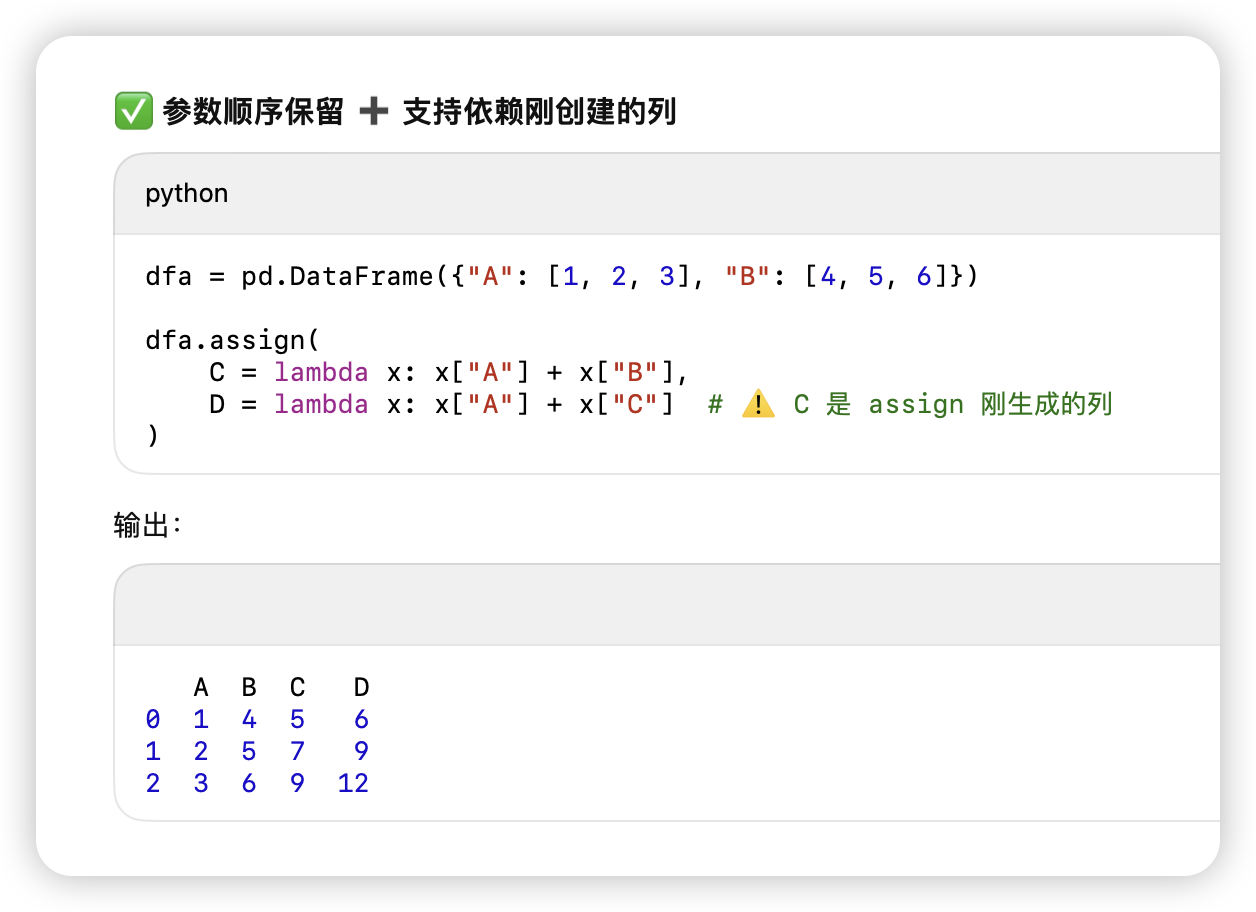 ✅ 参数顺序保留 ➕ 支持依赖刚创建的列
python
dfa = pd.DataFrame({"A": [1, 2, 3], "B": [4, 5, 6]})
dfa.assign(
    C = lambda x: x["A"] + x["B"],
    D = lambda x: x["A"] + x["C"]  # ⚠️ C 是 assign 刚生成的列
)
输出：
   A  B  C   D
0  1  4  5   6
1  2  5  7   9
2  3  6  9  12